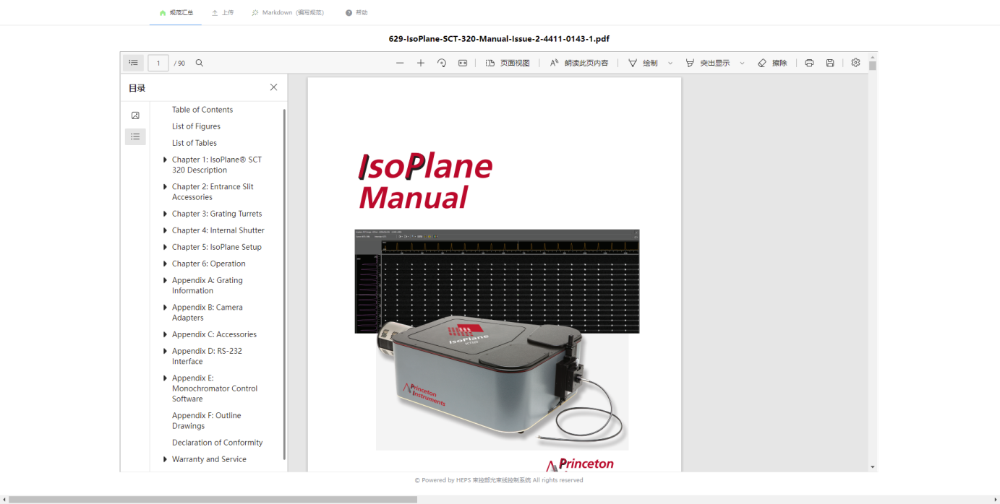 规范汇总
上传
Markdown (编写规范)
帮助
629-IsoPlane-SCT-320-Manual-Issue-2-4411-0143-1.pdf
1 / 90
页面视图
朗读此页内容
绘制
突出显示
擦除
目录
Table of Contents
List of Figures
List of Tables
Chapter 1: IsoPlane® SCT
320 Description
Chapter 2: Entrance Slit
Accessories
Chapter 3: Grating Turrets
Chapter 4: Internal Shutter
Chapter 5: IsoPlane Setup
Chapter 6: Operation
Appendix A: Grating
Information
Appendix B: Camera
Adapters
Appendix C: Accessories
Appendix D: RS-232
Interface
Appendix E:
Monochromator Control
Software
Appendix F: Outline
Drawings
Declaration of Conformity
Warranty and Service
IsoPlane
Manual
IsoPlane
Princeton
Instruments
Princeton
© Powered by HEPS 束控部光束线控制系统 All rights reserved